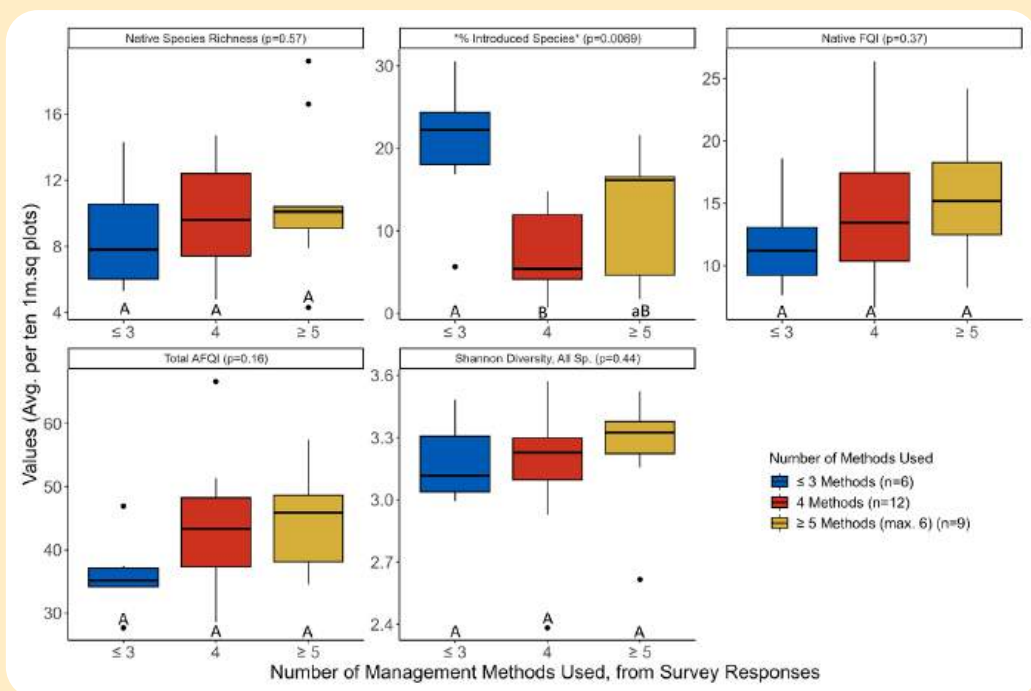 Native Species Richness (p=0.57)
"% Introduced Species" (p=0.0069)
Native FQI (p=0.37)
Values (Avg. per ten 1m.sq plots)
16
12
8
4
A
A
A
≤ 3
4
≥ 5
30
20
10
0
A
B
aB
≤ 3
4
≥ 5
25
20
15
10
A
A
A
≤ 3
4
≥ 5
Total AFQI (p=0.16)
Shannon Diversity, All Sp. (p=0.44)
60
50
40
30
A
A
A
≤ 3
4
≥ 5
3.6
3.3
3.0
2.7
2.4
A
A
A
≤ 3
4
≥ 5
Number of Methods Used
≤ 3 Methods (n=6)
4 Methods (n=12)
≥ 5 Methods (max. 6) (n=9)
Number of Management Methods Used, from Survey Responses